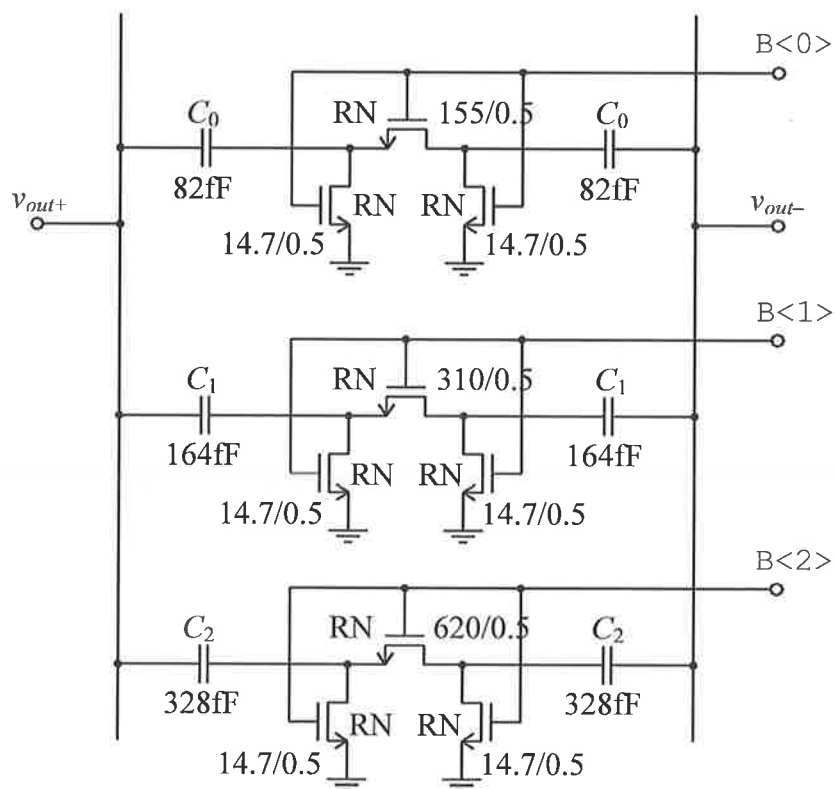 B<0>
C0
RN
155/0.5
C0
82fF
RN
RN
82fF
vout+
vout–
14.7/0.5
14.7/0.5
B<1>
C1
RN
310/0.5
C1
164fF
RN
RN
164fF
14.7/0.5
14.7/0.5
B<2>
C2
RN
620/0.5
C2
328fF
RN
RN
328fF
14.7/0.5
14.7/0.5